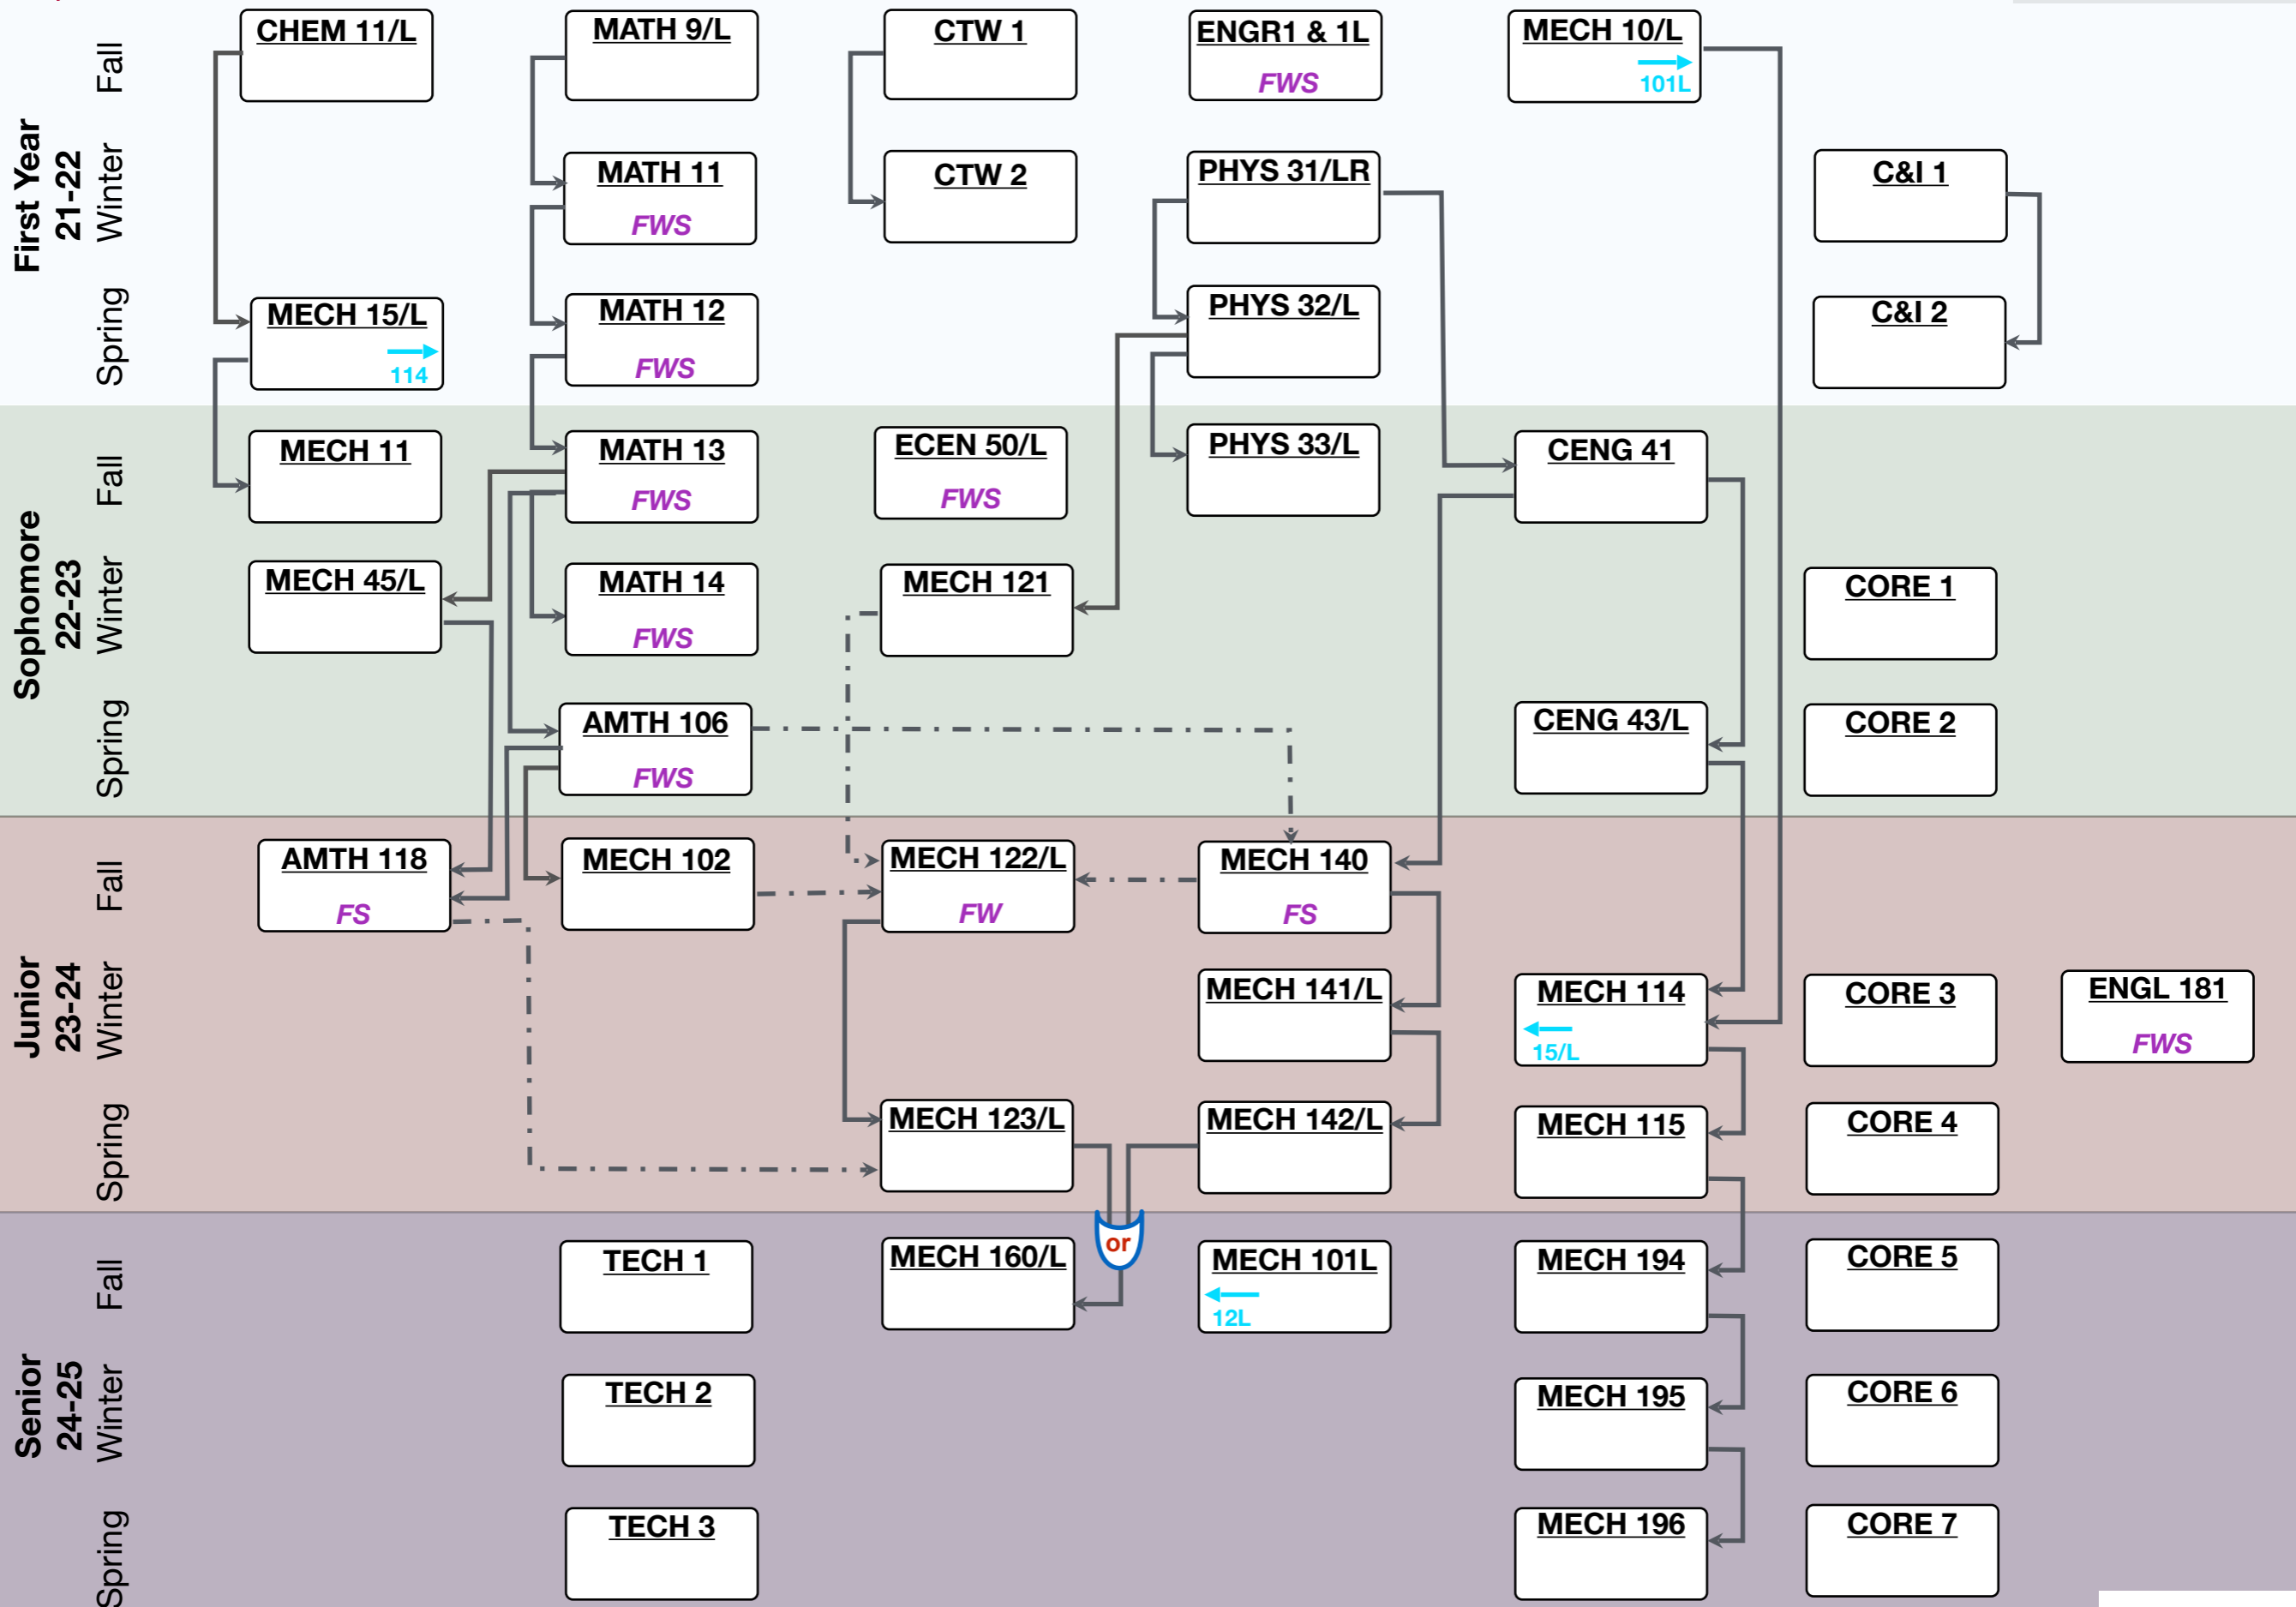 First Year
21-22
Fall
CHEM 11/L
MATH 9/L
CTW 1
ENGR1 & 1L
FWS
MECH 10/L
101L
Winter
MATH 11
FWS
CTW 2
PHYS 31/LR
C&I 1
Spring
MECH 15/L
114
MATH 12
FWS
PHYS 32/L
C&I 2
Sophomore
22-23
Fall
MECH 11
MATH 13
FWS
ECEN 50/L
FWS
PHYS 33/L
CENG 41
Winter
MECH 45/L
MATH 14
FWS
MECH 121
CORE 1
Spring
AMTH 106
FWS
CENG 43/L
CORE 2
Junior
23-24
Fall
AMTH 118
FS
MECH 102
MECH 122/L
FW
MECH 140
FS
Winter
MECH 141/L
MECH 114
15/L
CORE 3
ENGL 181
FWS
Spring
MECH 123/L
MECH 142/L
MECH 115
CORE 4
or
Senior
24-25
Fall
TECH 1
MECH 160/L
MECH 101L
12L
MECH 194
CORE 5
Winter
TECH 2
MECH 195
CORE 6
Spring
TECH 3
MECH 196
CORE 7